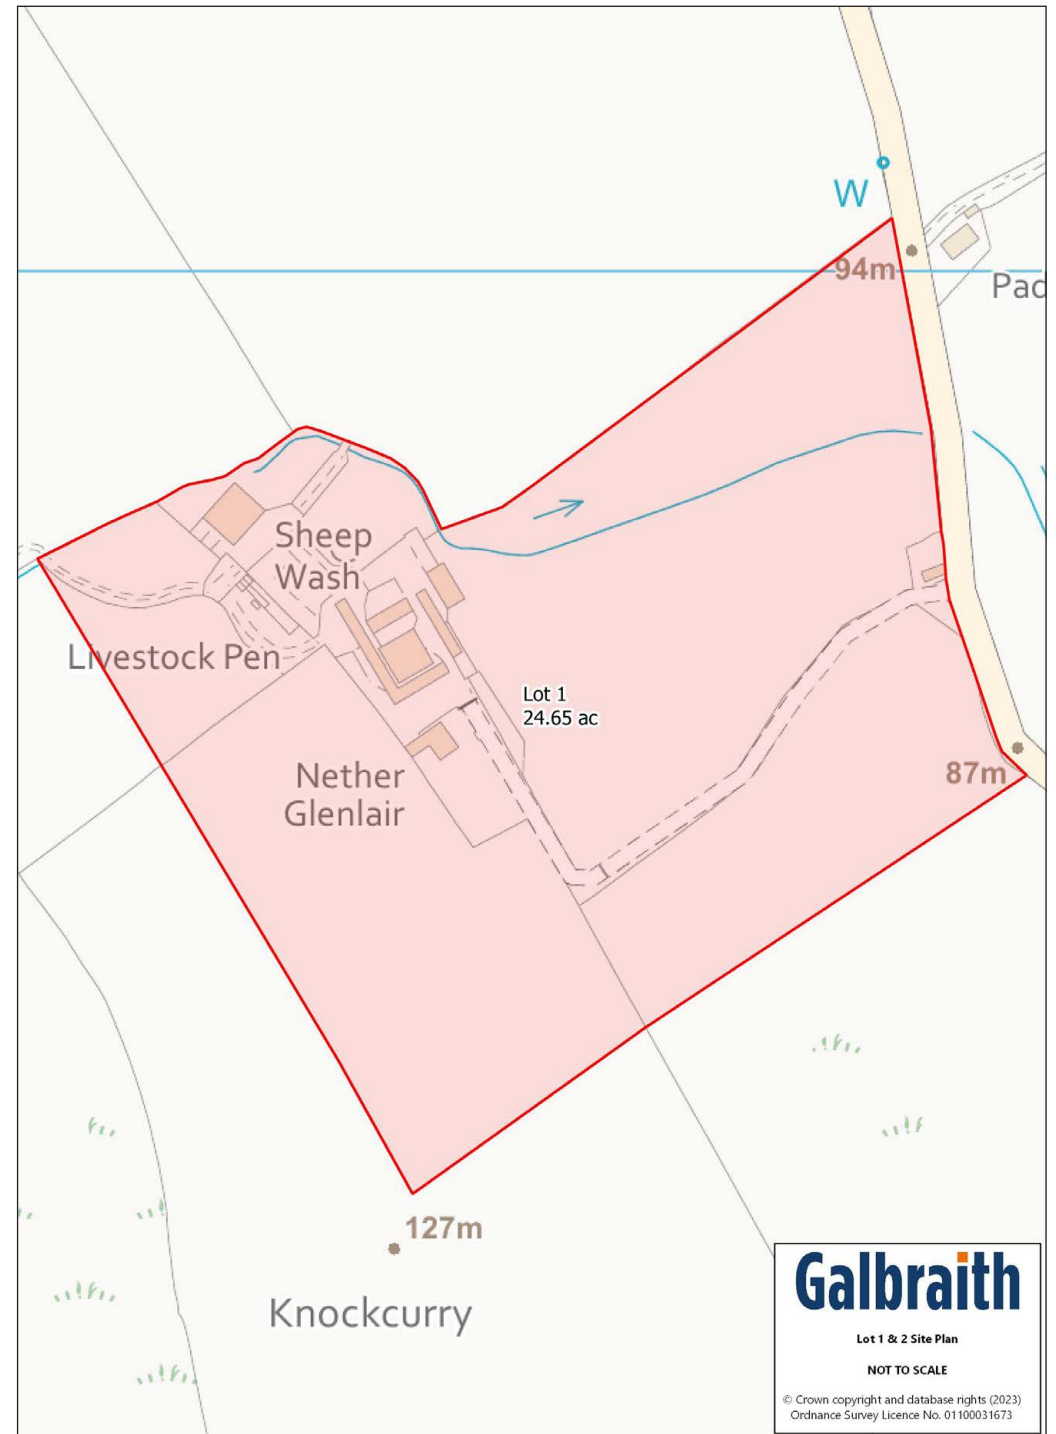 W
94m
Pad
Sheep
Wash
Livestock Pen
Lot 1
24.65 ac
Nether
Glenlair
87m
127m
Knockcurry
Galbraith
Lot 1 & 2 Site Plan
NOT TO SCALE
© Crown copyright and database rights (2023)
Ordnance Survey Licence No. 01100031673